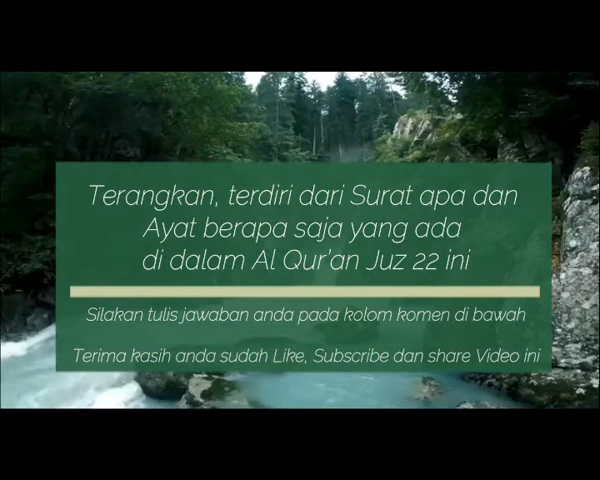 Terangkan, terdiri dari Surat apa dan
Ayat berapa saja yang ada
di dalam Al Qur'an Juz 22 ini
Silakan tulis jawaban anda pada kolom komen di bawah
Terima kasih anda sudah Like, Subscribe dan share Video ini